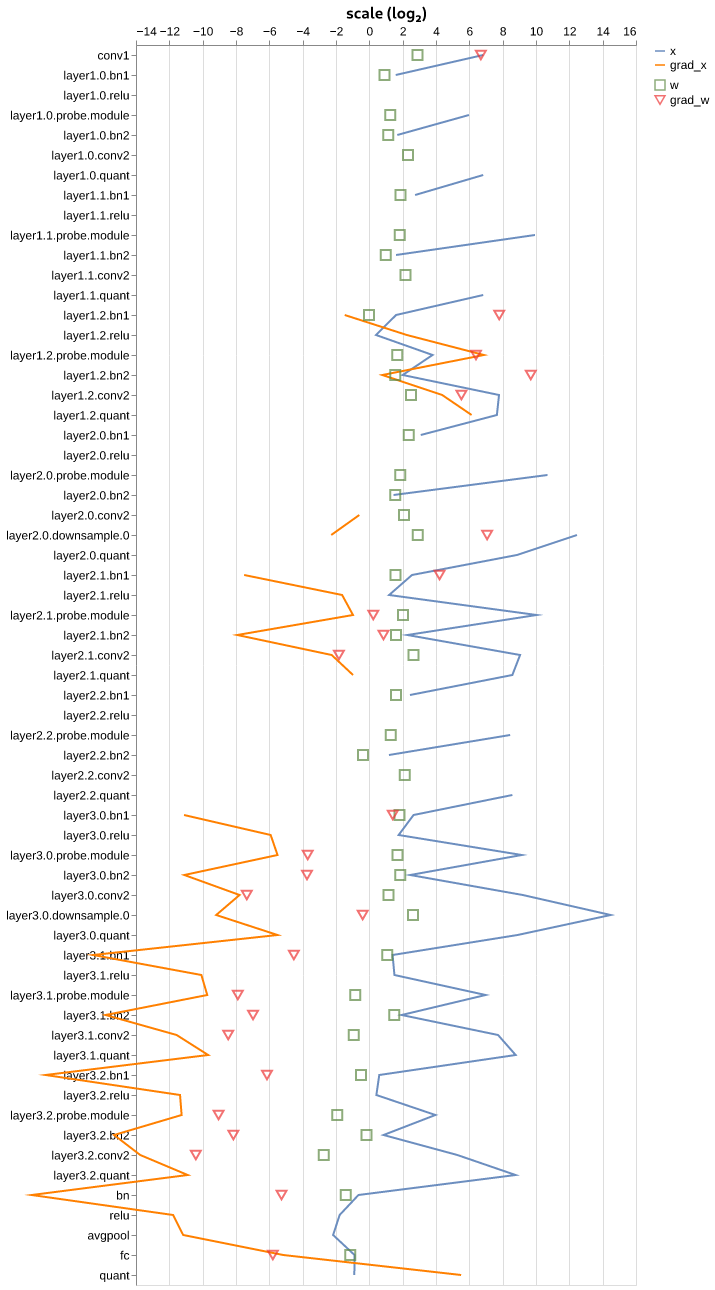 scale (log₂)
−14 −12 −10 −8 −6 −4 −2 0 2 4 6 8 10 12 14 16
x
grad_x
w
grad_w
conv1
layer1.0.bn1
layer1.0.relu
layer1.0.probe.module
layer1.0.bn2
layer1.0.conv2
layer1.0.quant
layer1.1.bn1
layer1.1.relu
layer1.1.probe.module
layer1.1.bn2
layer1.1.conv2
layer1.1.quant
layer1.2.bn1
layer1.2.relu
layer1.2.probe.module
layer1.2.bn2
layer1.2.conv2
layer1.2.quant
layer2.0.bn1
layer2.0.relu
layer2.0.probe.module
layer2.0.bn2
layer2.0.conv2
layer2.0.downsample.0
layer2.0.quant
layer2.1.bn1
layer2.1.relu
layer2.1.probe.module
layer2.1.bn2
layer2.1.conv2
layer2.1.quant
layer2.2.bn1
layer2.2.relu
layer2.2.probe.module
layer2.2.bn2
layer2.2.conv2
layer2.2.quant
layer3.0.bn1
layer3.0.relu
layer3.0.probe.module
layer3.0.bn2
layer3.0.conv2
layer3.0.downsample.0
layer3.0.quant
layer3.1.bn1
layer3.1.relu
layer3.1.probe.module
layer3.1.bn2
layer3.1.conv2
layer3.1.quant
layer3.2.bn1
layer3.2.relu
layer3.2.probe.module
layer3.2.bn2
layer3.2.conv2
layer3.2.quant
bn
relu
avgpool
fc
quant